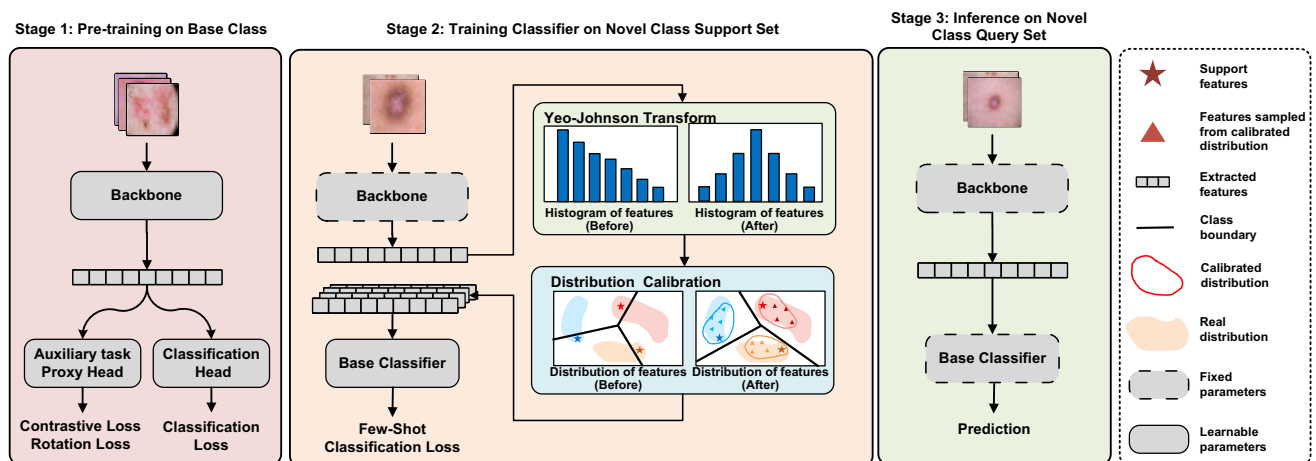 Stage 1: Pre-training on Base Class
Backbone
Auxiliary task
Proxy Head
Classification
Head
Contrastive Loss
Rotation Loss
Classification
Loss
Stage 2: Training Classifier on Novel Class Support Set
Backbone
Base Classifier
Few-Shot
Classification Loss
Yeo-Johnson Transform
Histogram of features
(Before)
Histogram of features
(After)
Distribution Calibration
Distribution of features
(Before)
Distribution of features
(After)
Stage 3: Inference on Novel
Class Query Set
Backbone
Base Classifier
Prediction
Support
features
Features sampled
from calibrated
distribution
Extracted
features
Class
boundary
Calibrated
distribution
Real
distribution
Fixed
parameters
Learnable
parameters